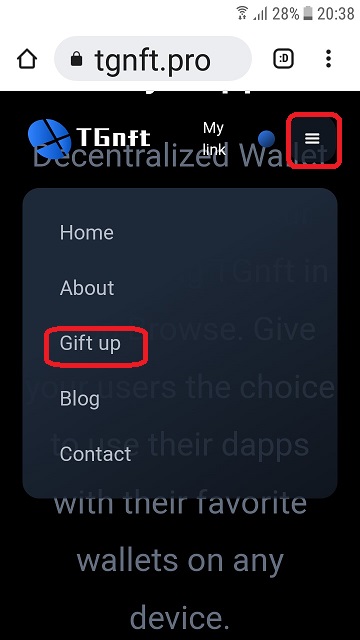 28% 20:38
tgnft.pro
:D
TGnft
My
link
Decentralized Wallet
Home
TGnft in
About
browse. Give
Gift up
your users the choice
Blog
to use their dapps
Contact
with their favorite
wallets on any
device.